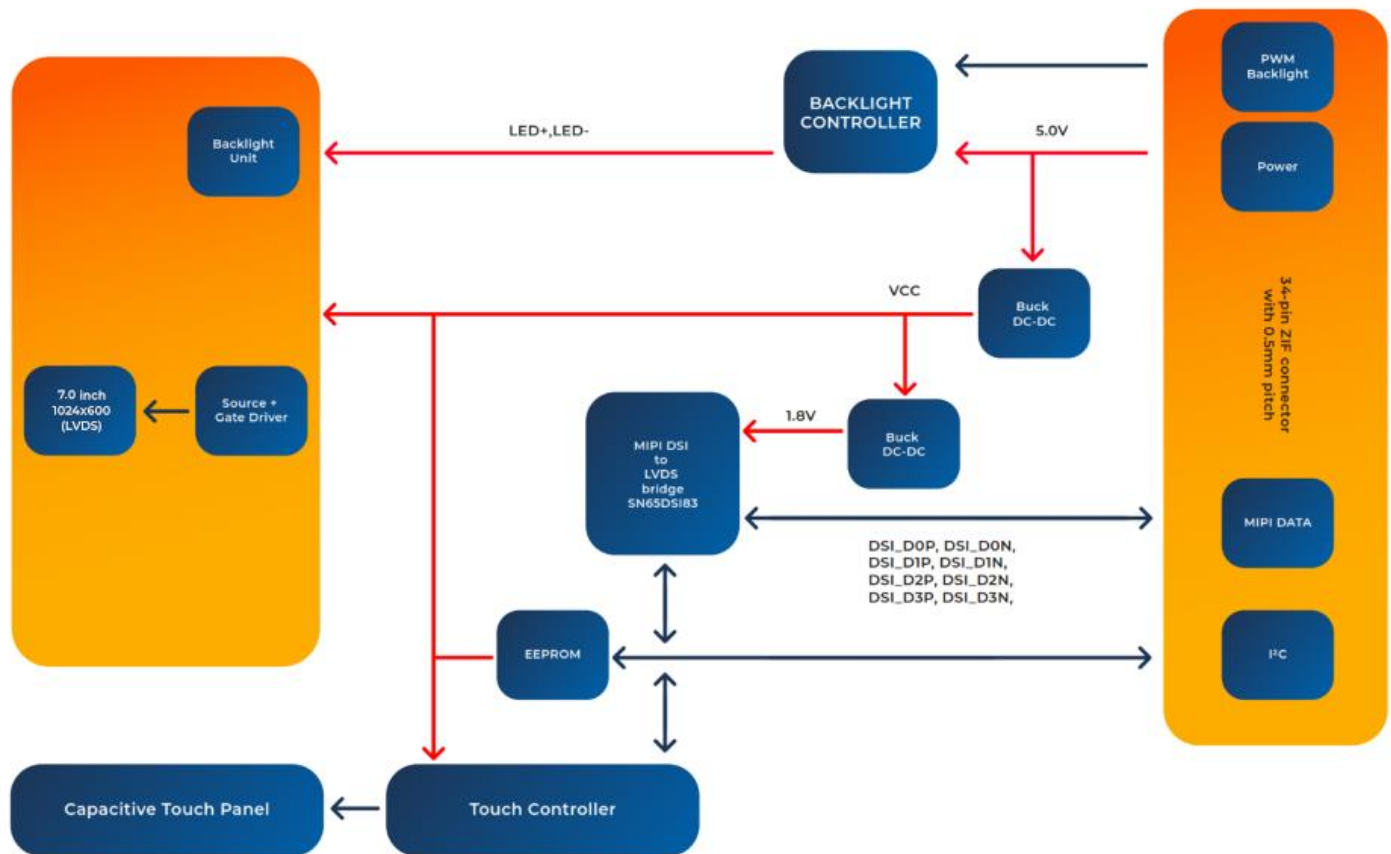 PWM
Backlight
BACKLIGHT
CONTROLLER
LED+,LED-
5.0V
Backlight
Unit
Power
VCC
Buck
DC-DC
34-pin ZIF connector
with 0.5mm pitch
7.0 inch
1024x600
(LVDS)
Source +
Gate Driver
1.8V
Buck
DC-DC
MIPI DSI
to
LVDS
bridge
SN65DSI83
MIPI DATA
DSI_D0P, DSI_D0N,
DSI_D1P, DSI_D1N,
DSI_D2P, DSI_D2N,
DSI_D3P, DSI_D3N,
EEPROM
I²C
Capacitive Touch Panel
Touch Controller